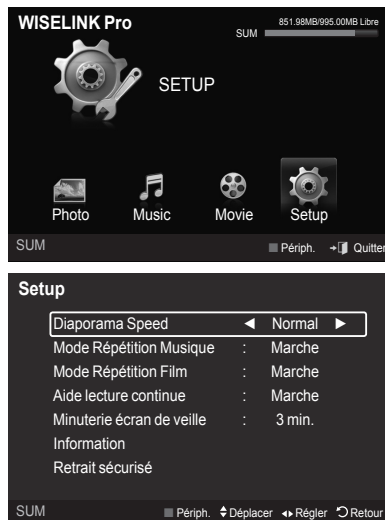 WISELINK Pro
851.98MB/995.00MB Libre
SUM
SETUP
Photo Music Movie Setup
SUM Périph. Quitter
Setup
Diaporama Speed ◄ Normal ►
Mode Répétition Musique : Marche
Mode Répétition Film : Marche
Aide lecture continue : Marche
Minuterie écran de veille : 3 min.
Information
Retrait sécurisé
SUM Périph. Déplacer Régler Retour